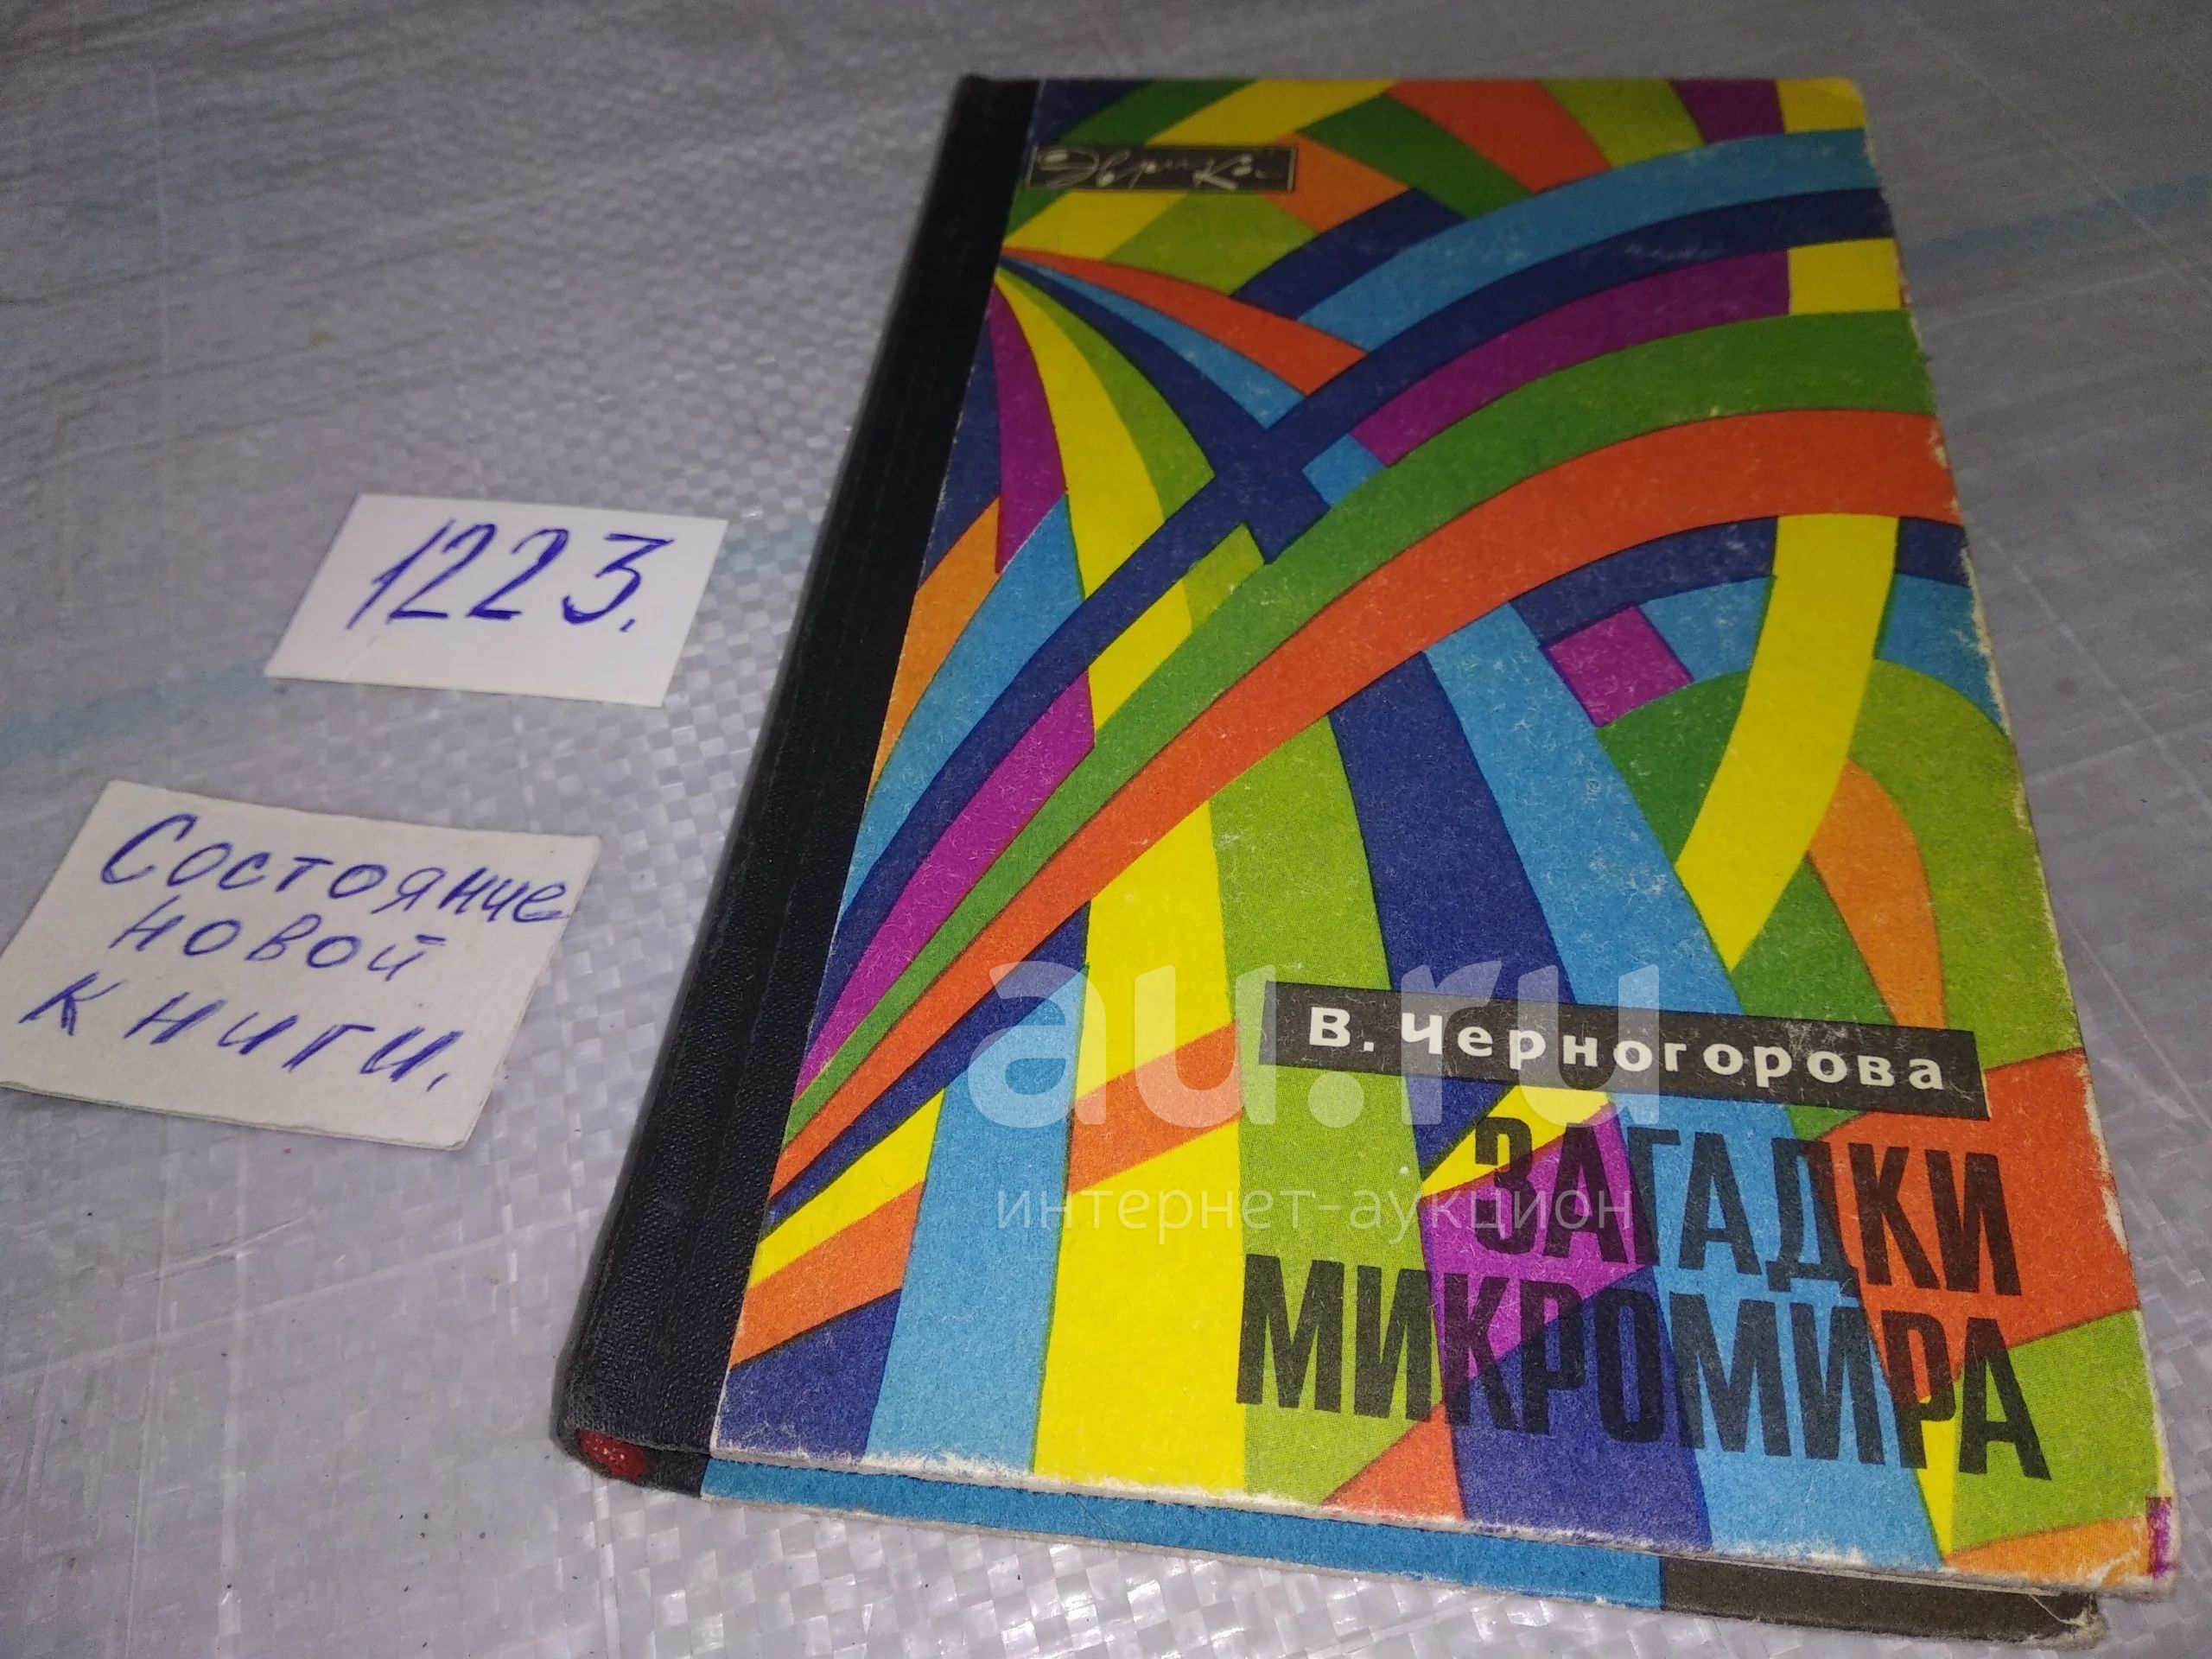 Эврика
1223.
Состояние
новой
книги.
В. Черногорова
ЗАГАДКИ
МИКРОМИРА
au.ru
интернет-аукцион